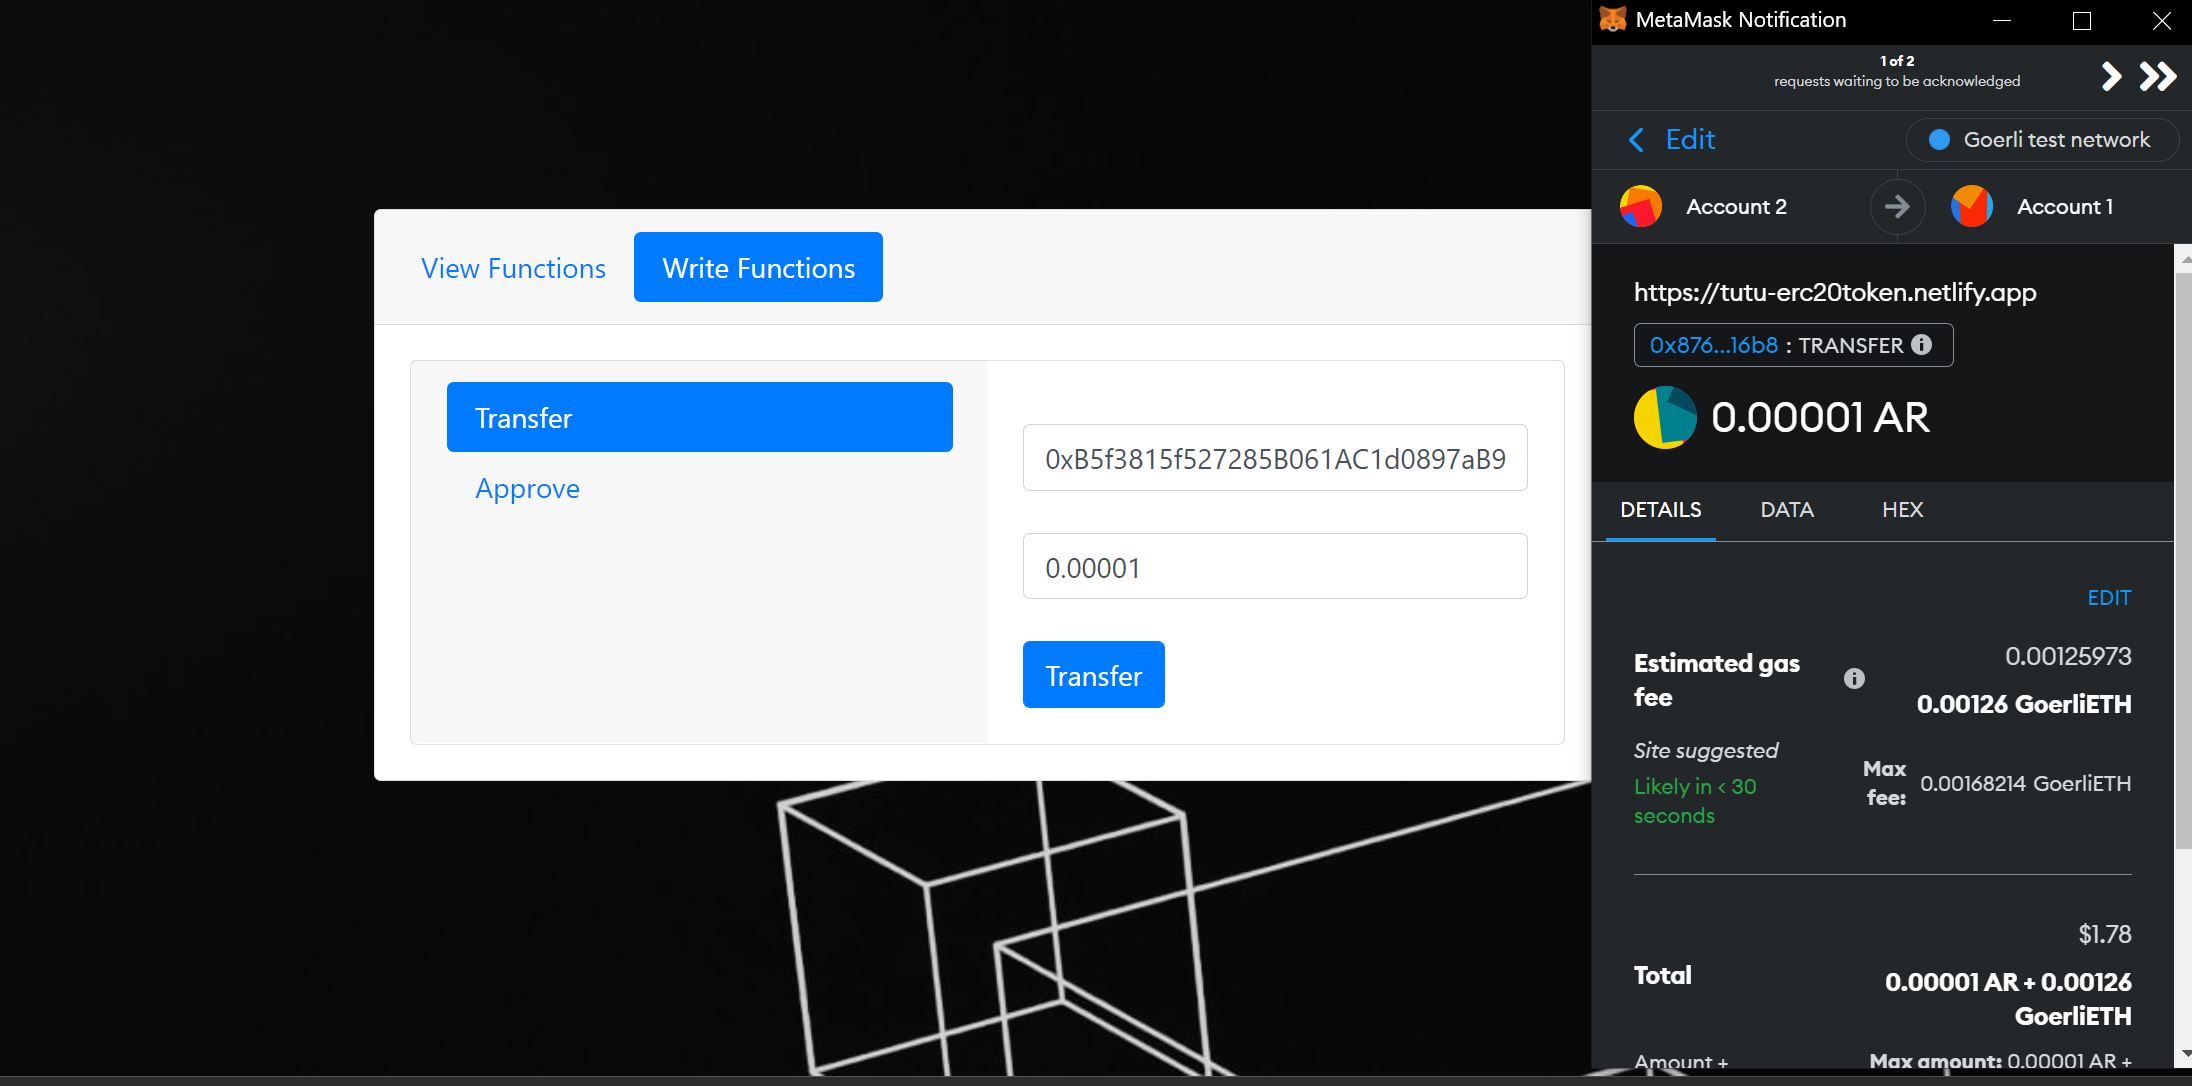 MetaMask Notification
1 of 2
requests waiting to be acknowledged
Edit
Goerli test network
Account 2
Account 1
https://tutu-erc20token.netlify.app
0x876...16b8 : TRANSFER
0.00001 AR
DETAILS
DATA
HEX
EDIT
Estimated gas
fee
0.00125973
0.00126 GoerliETH
Site suggested
Likely in < 30
seconds
Max
fee:
0.00168214 GoerliETH
$1.78
Total
0.00001 AR + 0.00126
GoerliETH
Amount +
Max amount: 0.00001 AR +
View Functions
Write Functions
Transfer
Approve
0xB5f3815f527285B061AC1d0897aB9
0.00001
Transfer